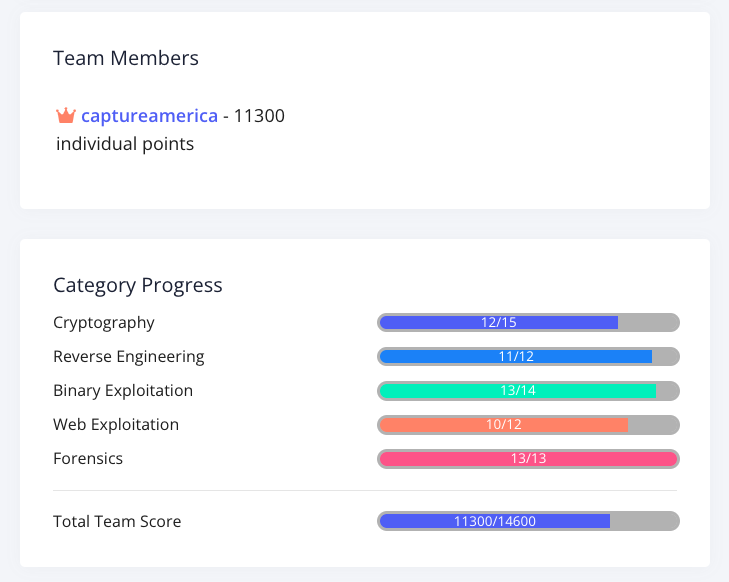 Team Members
captureamerica - 11300
individual points
Category Progress
Cryptography 12/15
Reverse Engineering 11/12
Binary Exploitation 13/14
Web Exploitation 10/12
Forensics 13/13
Total Team Score 11300/14600